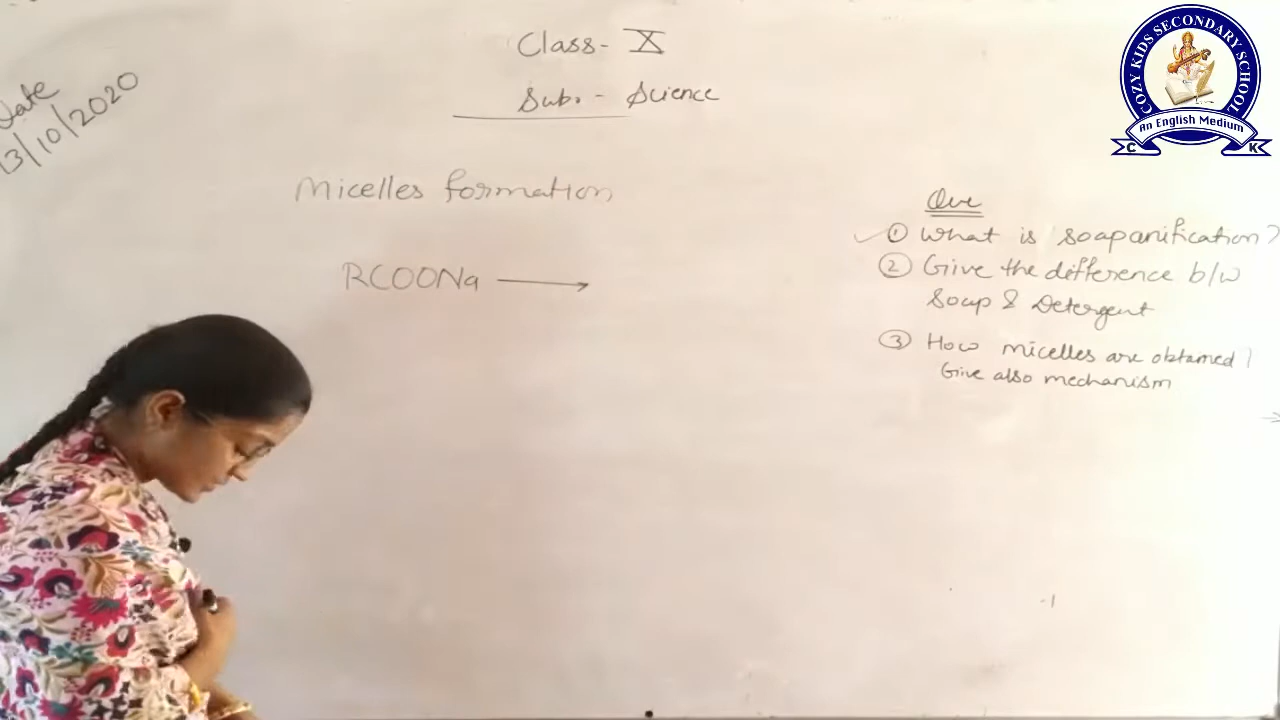 Class - X
Sub. - Science
Date
13/10/2020
Micelles formation
RCOONa →
Que
① What is soapanification?
② Give the difference b/w
Soap & Detergent
③ How micelles are obtained?
Give also mechanism
COZY KIDS SECONDARY SCHOOL
An English Medium
C K